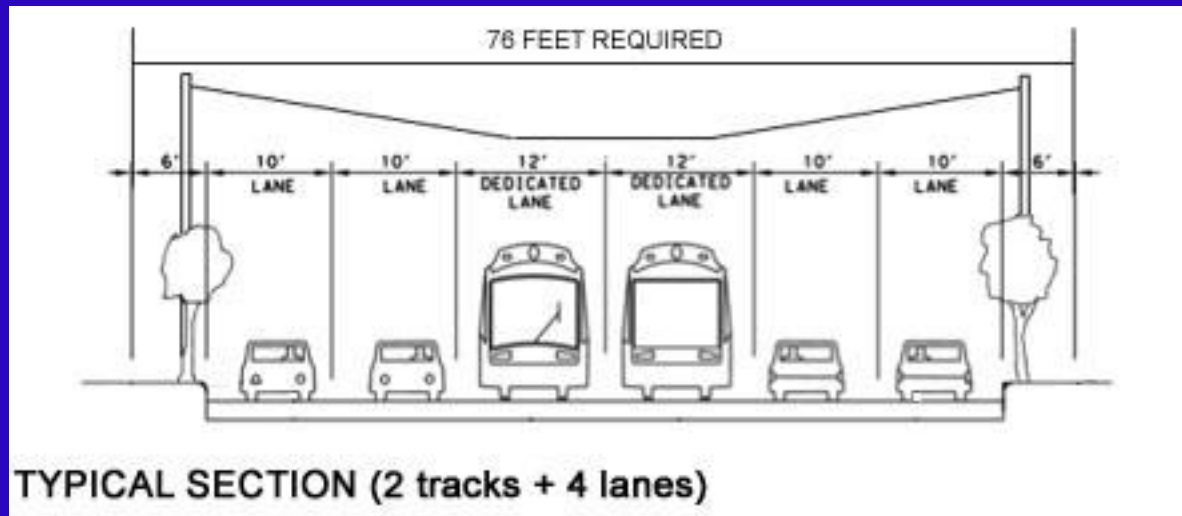 76 FEET REQUIRED
6' 10' 10' 12' 12' 10' 10' 6'
LANE LANE DEDICATED LANE DEDICATED LANE LANE LANE
TYPICAL SECTION (2 tracks + 4 lanes)